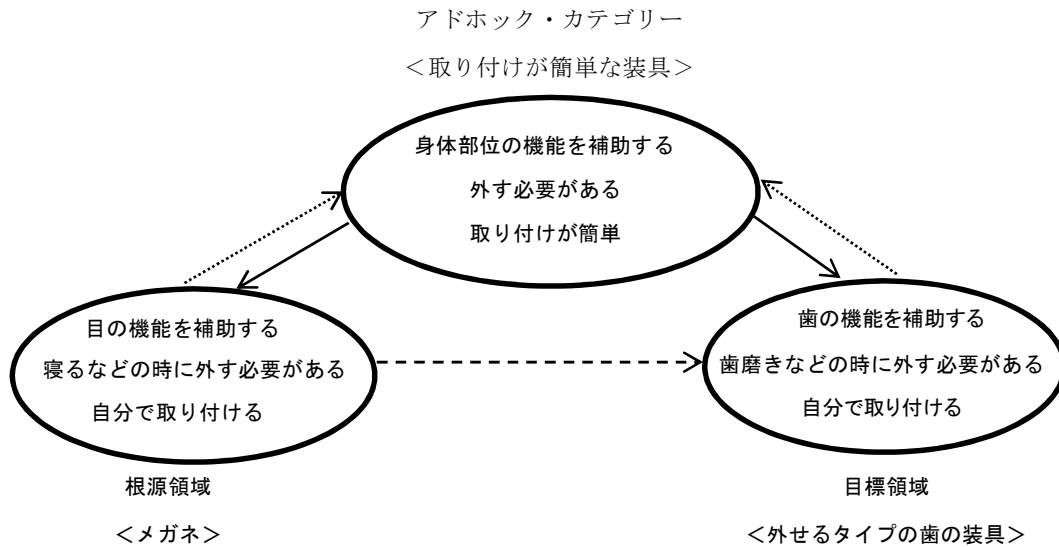 アドホック・カテゴリー
＜取り付けが簡単な装具＞
身体部位の機能を補助する
外す必要がある
取り付けが簡単
目の機能を補助する
寝るなどの時に外す必要がある
自分で取り付ける
歯の機能を補助する
歯磨きなどの時に外す必要がある
自分で取り付ける
根源領域
＜メガネ＞
目標領域
＜外せるタイプの歯の装具＞